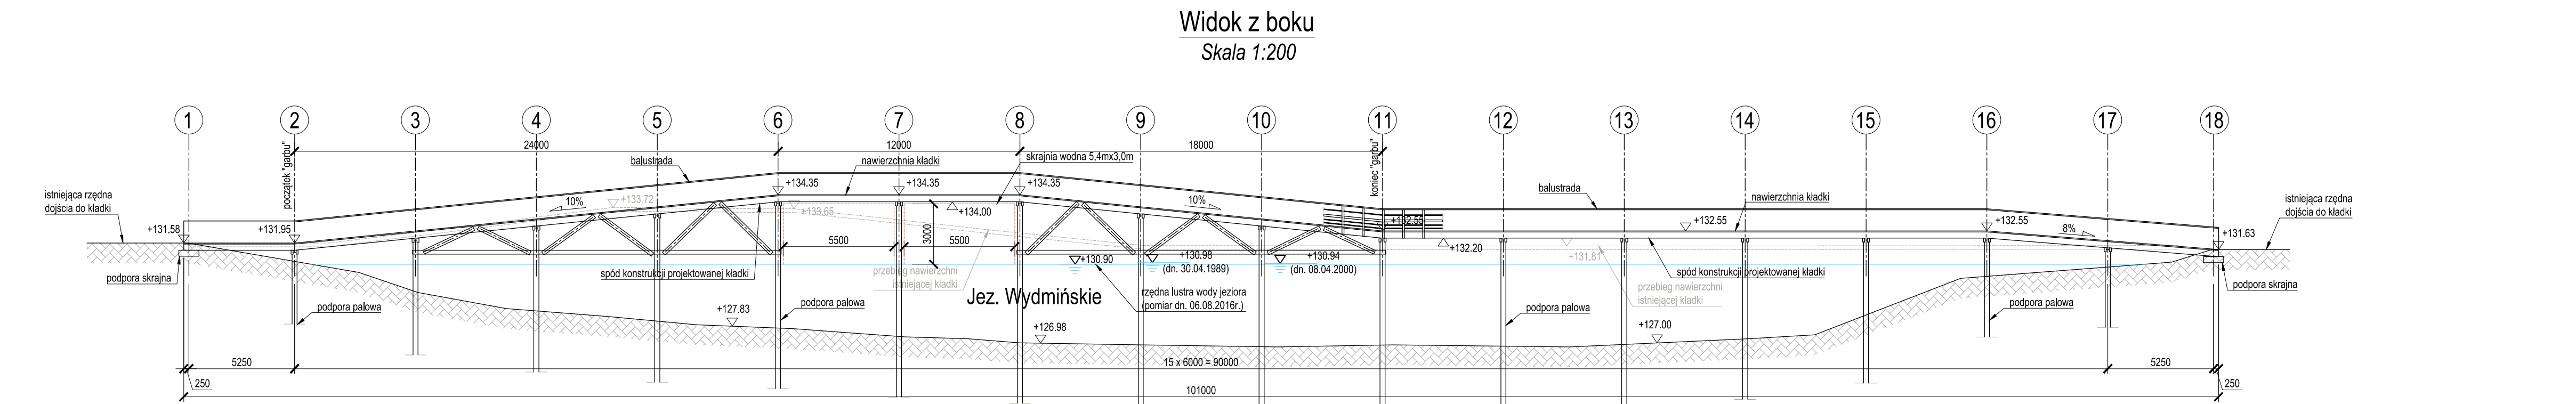 Widok z boku
Skala 1:200
1 2 3 4 5 6 7 8 9 10 11 12 13 14 15 16 17 18
24000 12000 18000
początek "garbu"
koniec "garbu"
balustrada
nawierzchnia kładki
skrajnia wodna 5,4mx3,0m
balustrada
nawierzchnia kładki
istniejąca rzędna
dojścia do kładki
istniejąca rzędna
dojścia do kładki
+134.35 +134.35 +134.35
+133.72
+133.65
+134.00
10%
10%
8%
+131.58 +131.95
+132.55 +132.55 +132.55
+132.20
+131.63
+131.81
5500 5500
3000
podpora skrajna
spód konstrukcji projektowanej kładki
przebieg nawierzchni
istniejącej kładki
+130.90
+130.98
(dn. 30.04.1989)
+130.94
(dn. 08.04.2000)
spód konstrukcji projektowanej kładki
przebieg nawierzchni
istniejącej kładki
podpora skrajna
Jez. Wydmińskie
rzędna lustra wody jeziora
(pomiar dn. 06.08.2016r.)
podpora palowa
podpora palowa
podpora palowa
podpora palowa
+127.83
+126.98
+127.00
5250
15 x 6000 = 90000
5250
250
250
101000